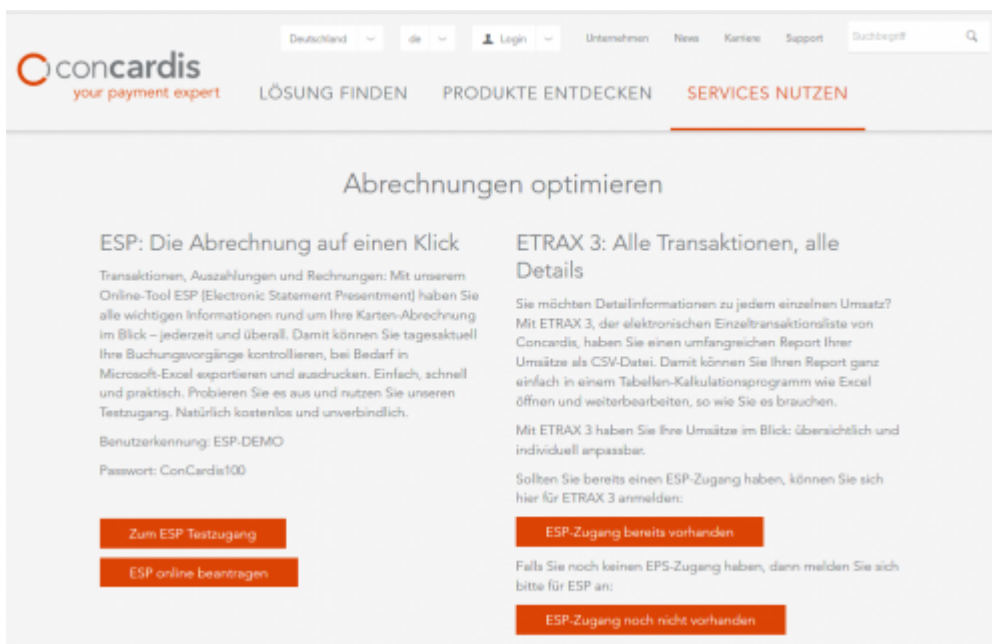 Deutschland
de
Login
Unternehmen
News
Karriere
Support
Suchbegriff
concardis
your payment expert
LÖSUNG FINDEN
PRODUKTE ENTDECKEN
SERVICES NUTZEN
Abrechnungen optimieren
ESP: Die Abrechnung auf einen Klick
Transaktionen, Auszahlungen und Rechnungen: Mit unserem
Online-Tool ESP (Electronic Statement Presentment) haben Sie
alle wichtigen Informationen rund um Ihre Karten-Abrechnung
im Blick – jederzeit und überall. Damit können Sie tagesaktuell
Ihre Buchungsvorgänge kontrollieren, bei Bedarf in
Microsoft-Excel exportieren und ausdrucken. Einfach, schnell
und praktisch. Probieren Sie es aus und nutzen Sie unseren
Testzugang. Natürlich kostenlos und unverbindlich.
Benutzerkennung: ESP-DEMO
Passwort: ConCardis100
Zum ESP Testzugang
ESP online beantragen
ETRAX 3: Alle Transaktionen, alle
Details
Sie möchten Detailinformationen zu jedem einzelnen Umsatz?
Mit ETRAX 3, der elektronischen Einzeltransaktionsliste von
Concardis, haben Sie einen umfangreichen Report Ihrer
Umsätze als CSV-Datei. Damit können Sie Ihren Report ganz
einfach in einem Tabellen-Kalkulationsprogramm wie Excel
öffnen und weiterbearbeiten, so wie Sie es brauchen.
Mit ETRAX 3 haben Sie Ihre Umsätze im Blick: übersichtlich und
individuell anpassbar.
Sollten Sie bereits einen ESP-Zugang haben, können Sie sich
hier für ETRAX 3 anmelden:
ESP-Zugang bereits vorhanden
Falls Sie noch keinen EPS-Zugang haben, dann melden Sie sich
bitte für ESP an:
ESP-Zugang noch nicht vorhanden